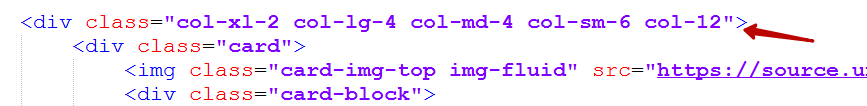 <div class="col-xl-2 col-lg-4 col-md-4 col-sm-6 col-12">
<div class="card">
<img class="card-img-top img-fluid" src="https://source.u
<div class="card-block">